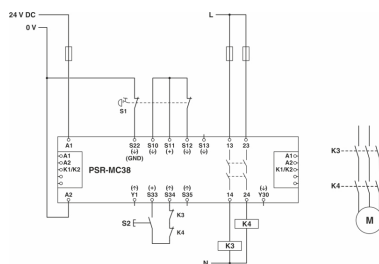 24 V DC
0 V
L
S1
A1 S22 S10 S11 S12 S13 13 23
(⏓) (⏓) (+) (⏓) (⏓)
(GND)
A1
A2
K1/K2
PSR-MC38
A1
A2
K1/K2
A2 Y1 S33 S34 S35 14 24 Y30
S2
K3
K4
K4
K3
N
K3
K4
M